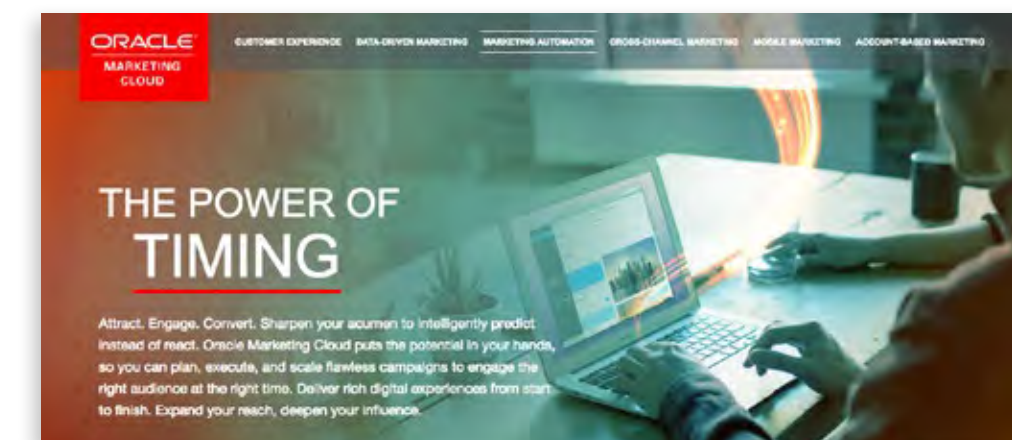 ORACLE
MARKETING
CLOUD
CUSTOMER EXPERIENCE DATA-DRIVEN MARKETING MARKETING AUTOMATION CROSS-CHANNEL MARKETING MOBILE MARKETING ACCOUNT-BASED MARKETING
THE POWER OF
TIMING
Attract. Engage. Convert. Sharpen your acumen to intelligently predict
instead of react. Oracle Marketing Cloud puts the potential in your hands,
so you can plan, execute, and scale flawless campaigns to engage the
right audience at the right time. Deliver rich digital experiences from start
to finish. Expand your reach, deepen your influence.